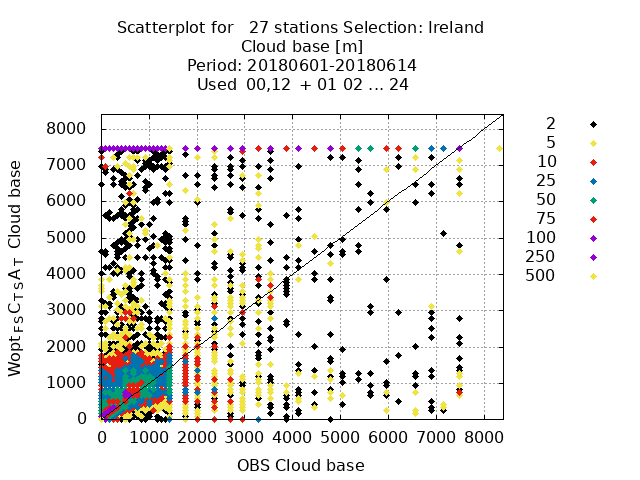 Scatterplot for 27 stations Selection: Ireland
Cloud base [m]
Period: 20180601-20180614
Used 00,12 + 01 02 ... 24
Wopt FS C TS A T Cloud base
8000
7000
6000
5000
4000
3000
2000
1000
0
0 1000 2000 3000 4000 5000 6000 7000 8000
OBS Cloud base
2
5
10
25
50
75
100
250
500